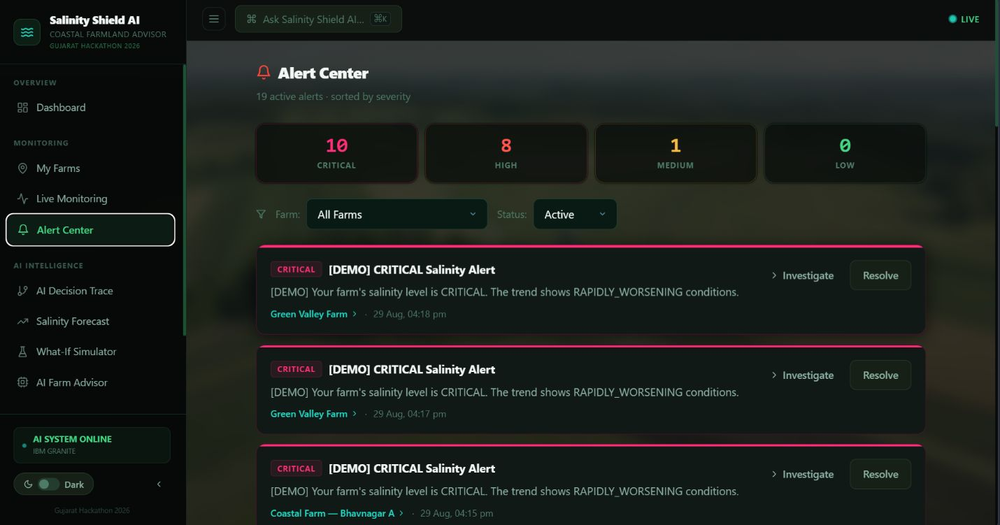 Salinity Shield AI
COASTAL FARMLAND ADVISOR
GUJARAT HACKATHON 2026
OVERVIEW
Dashboard
MONITORING
My Farms
Live Monitoring
Alert Center
AI INTELLIGENCE
AI Decision Trace
Salinity Forecast
What-If Simulator
AI Farm Advisor
AI SYSTEM ONLINE
IBM GRANITE
Dark
Gujarat Hackathon 2026
⌘ Ask Salinity Shield AI... ⌘K
LIVE
Alert Center
19 active alerts · sorted by severity
10
CRITICAL
8
HIGH
1
MEDIUM
0
LOW
Farm: All Farms Status: Active
CRITICAL [DEMO] CRITICAL Salinity Alert
[DEMO] Your farm's salinity level is CRITICAL. The trend shows RAPIDLY_WORSENING conditions.
Green Valley Farm › · 29 Aug, 04:18 pm
› Investigate Resolve
CRITICAL [DEMO] CRITICAL Salinity Alert
[DEMO] Your farm's salinity level is CRITICAL. The trend shows RAPIDLY_WORSENING conditions.
Green Valley Farm › · 29 Aug, 04:17 pm
› Investigate Resolve
CRITICAL [DEMO] CRITICAL Salinity Alert
[DEMO] Your farm's salinity level is CRITICAL. The trend shows RAPIDLY_WORSENING conditions.
Coastal Farm — Bhavnagar A › · 29 Aug, 04:15 pm
› Investigate Resolve